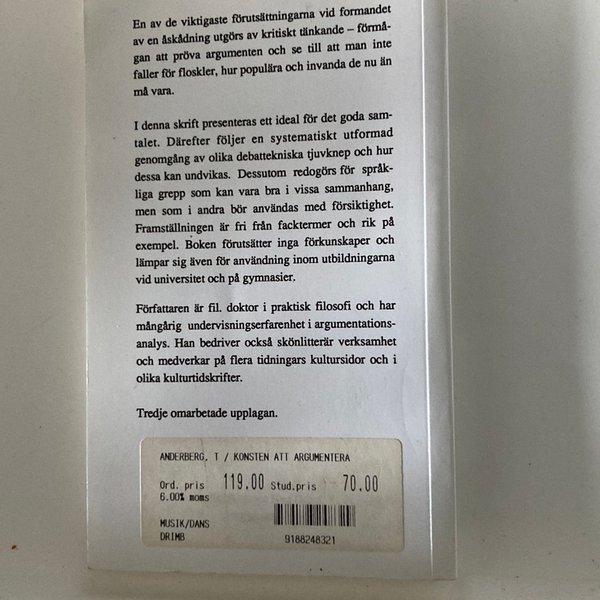 En av de viktigaste förutsättningarna vid formandet
av en åskådning utgörs av kritiskt tänkande – förmå-
gan att pröva argumenten och se till att man inte
faller för floskler, hur populära och invanda de nu än
må vara.
I denna skrift presenteras ett ideal för det goda sam-
talet. Därefter följer en systematiskt utformad
genomgång av olika debattekniska tjuvknep och hur
dessa kan undvikas. Dessutom redogörs för språk-
liga grepp som kan vara bra i vissa sammanhang,
men som i andra bör användas med försiktighet.
Framställningen är fri från facktermer och rik på
exempel. Boken förutsätter inga förkunskaper och
lämpar sig även för användning inom utbildningarna
vid universitet och på gymnasier.
Författaren är fil. doktor i praktisk filosofi och har
mångårig undervisningserfarenhet i argumentations-
analys. Han bedriver också skönlitterär verksamhet
och medverkar på flera tidningars kultursidor och i
olika kulturtidskrifter.
Tredje omarbetade upplagan.
ANDERBERG, T / KONSTEN ATT ARGUMENTERA
Ord. pris 119.00 Stud.pris 70.00
6.00% moms
MUSIK/DANS
DRIMB 9188248321